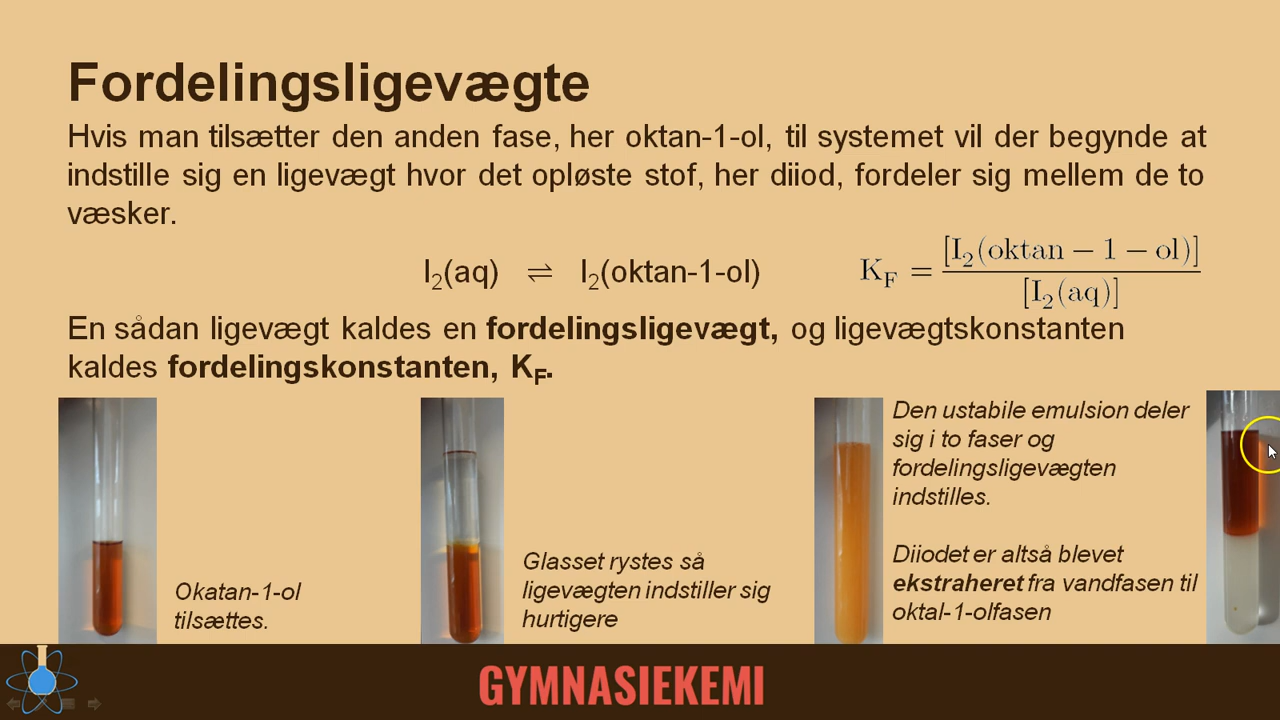 Fordelingsligevægte
Hvis man tilsætter den anden fase, her oktan-1-ol, til systemet vil der begynde at
indstille sig en ligevægt hvor det opløste stof, her diiod, fordeler sig mellem de to
væsker.
I₂(aq) ⇌ I₂(oktan-1-ol)
K_F = [I₂(oktan − 1 − ol)] / [I₂(aq)]
En sådan ligevægt kaldes en fordelingsligevægt, og ligevægtskonstanten
kaldes fordelingskonstanten, K_F.
Okatan-1-ol
tilsættes.
Glasset rystes så
ligevægten indstiller sig
hurtigere
Den ustabile emulsion deler
sig i to faser og
fordelingsligevægten
indstilles.
Diiodet er altså blevet
ekstraheret fra vandfasen til
oktal-1-olfasen
GYMNASIEKEMI